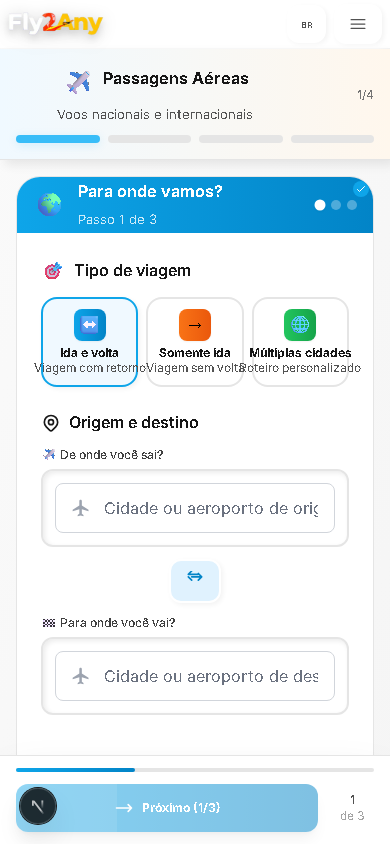 Fly2Any
BR
Passagens Aéreas
Voos nacionais e internacionais
1/4
Para onde vamos?
Passo 1 de 3
Tipo de viagem
Ida e volta
Viagem com retorno
Somente ida
Viagem sem volta
Múltiplas cidades
Roteiro personalizado
Origem e destino
De onde você sai?
Cidade ou aeroporto de orig
Para onde você vai?
Cidade ou aeroporto de des
N
→ Próximo (1/3)
1
de 3